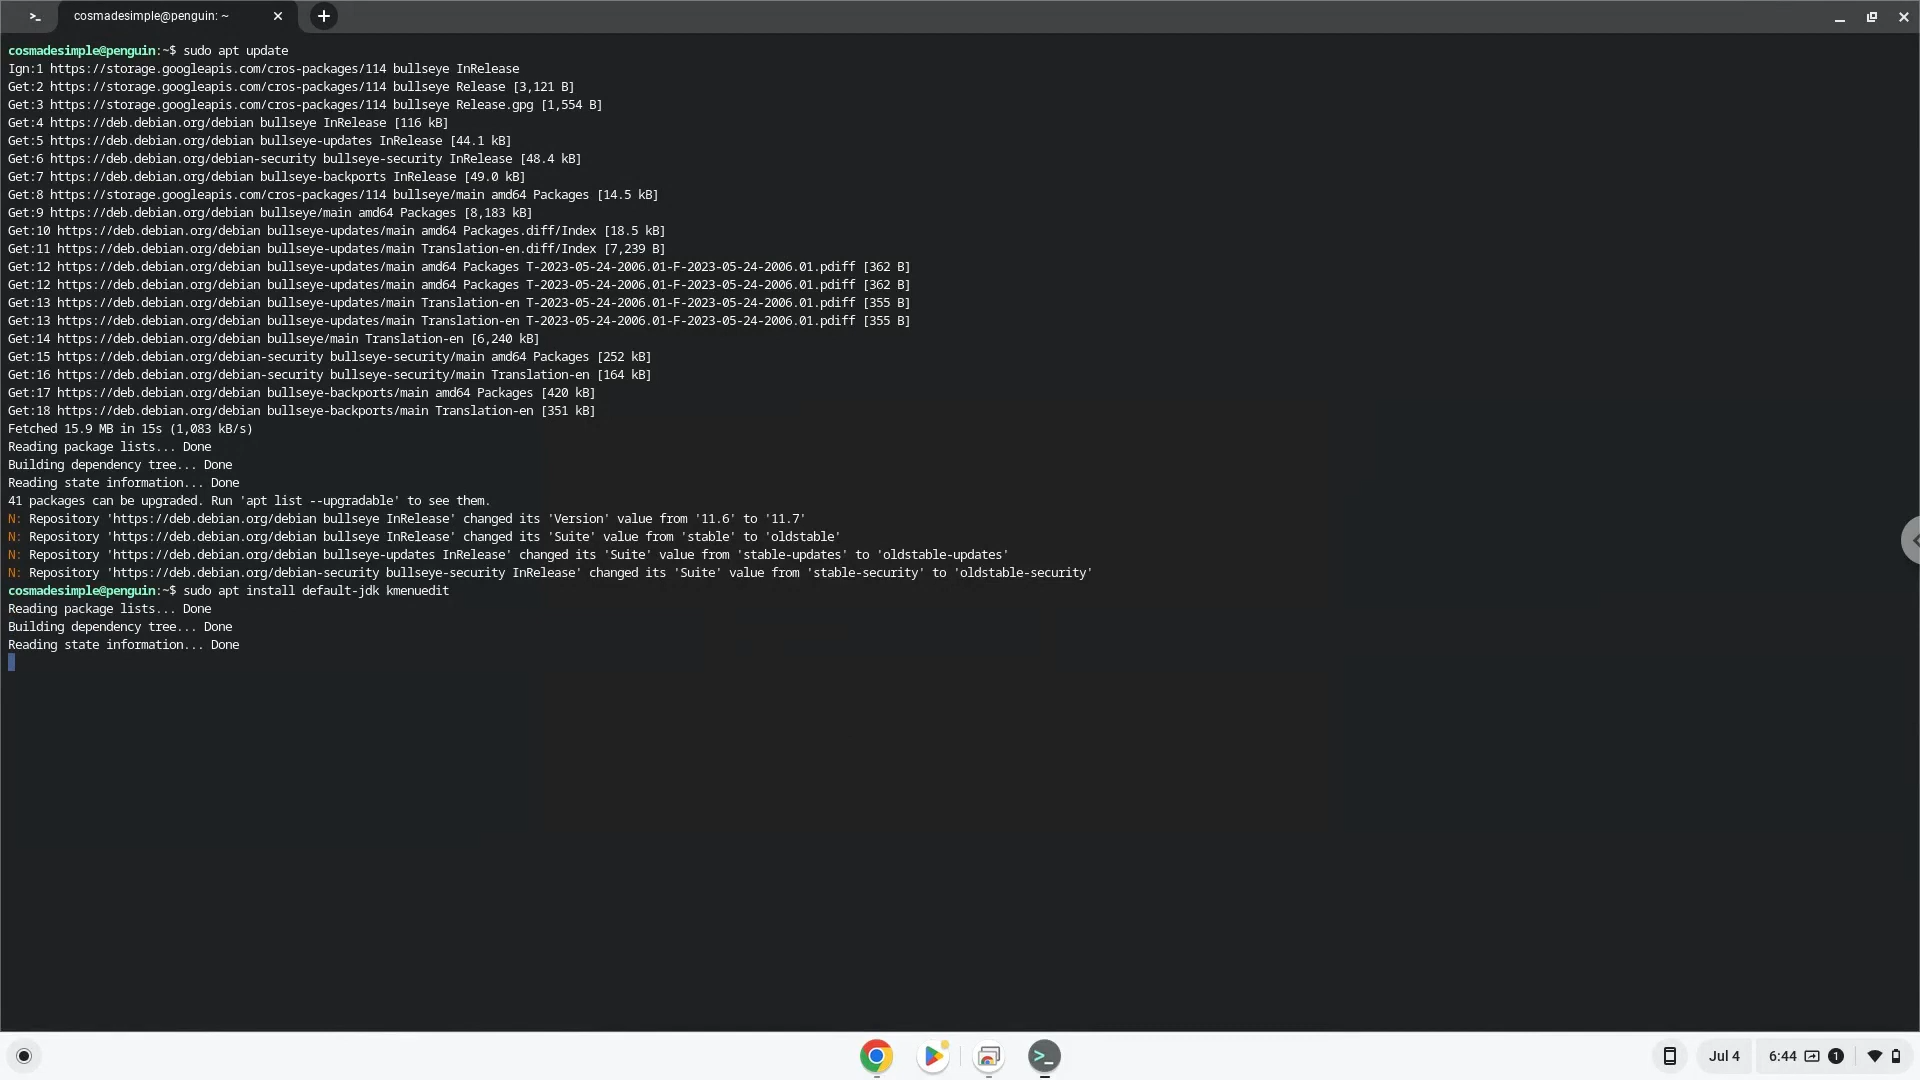 cosmadesimple@penguin: ~
cosmadesimple@penguin:~$ sudo apt update
Ign:1 https://storage.googleapis.com/cros-packages/114 bullseye InRelease
Get:2 https://storage.googleapis.com/cros-packages/114 bullseye Release [3,121 B]
Get:3 https://storage.googleapis.com/cros-packages/114 bullseye Release.gpg [1,554 B]
Get:4 https://deb.debian.org/debian bullseye InRelease [116 kB]
Get:5 https://deb.debian.org/debian bullseye-updates InRelease [44.1 kB]
Get:6 https://deb.debian.org/debian-security bullseye-security InRelease [48.4 kB]
Get:7 https://deb.debian.org/debian bullseye-backports InRelease [49.0 kB]
Get:8 https://storage.googleapis.com/cros-packages/114 bullseye/main amd64 Packages [14.5 kB]
Get:9 https://deb.debian.org/debian bullseye/main amd64 Packages [8,183 kB]
Get:10 https://deb.debian.org/debian bullseye-updates/main amd64 Packages.diff/Index [18.5 kB]
Get:11 https://deb.debian.org/debian bullseye-updates/main Translation-en.diff/Index [7,239 B]
Get:12 https://deb.debian.org/debian bullseye-updates/main amd64 Packages T-2023-05-24-2006.01-F-2023-05-24-2006.01.pdiff [362 B]
Get:12 https://deb.debian.org/debian bullseye-updates/main amd64 Packages T-2023-05-24-2006.01-F-2023-05-24-2006.01.pdiff [362 B]
Get:13 https://deb.debian.org/debian bullseye-updates/main Translation-en T-2023-05-24-2006.01-F-2023-05-24-2006.01.pdiff [355 B]
Get:13 https://deb.debian.org/debian bullseye-updates/main Translation-en T-2023-05-24-2006.01-F-2023-05-24-2006.01.pdiff [355 B]
Get:14 https://deb.debian.org/debian bullseye/main Translation-en [6,240 kB]
Get:15 https://deb.debian.org/debian-security bullseye-security/main amd64 Packages [252 kB]
Get:16 https://deb.debian.org/debian-security bullseye-security/main Translation-en [164 kB]
Get:17 https://deb.debian.org/debian bullseye-backports/main amd64 Packages [420 kB]
Get:18 https://deb.debian.org/debian bullseye-backports/main Translation-en [351 kB]
Fetched 15.9 MB in 15s (1,083 kB/s)
Reading package lists... Done
Building dependency tree... Done
Reading state information... Done
41 packages can be upgraded. Run 'apt list --upgradable' to see them.
N: Repository 'https://deb.debian.org/debian bullseye InRelease' changed its 'Version' value from '11.6' to '11.7'
N: Repository 'https://deb.debian.org/debian bullseye InRelease' changed its 'Suite' value from 'stable' to 'oldstable'
N: Repository 'https://deb.debian.org/debian bullseye-updates InRelease' changed its 'Suite' value from 'stable-updates' to 'oldstable-updates'
N: Repository 'https://deb.debian.org/debian-security bullseye-security InRelease' changed its 'Suite' value from 'stable-security' to 'oldstable-security'
cosmadesimple@penguin:~$ sudo apt install default-jdk kmenuedit
Reading package lists... Done
Building dependency tree... Done
Reading state information... Done
Jul 4 6:44 1